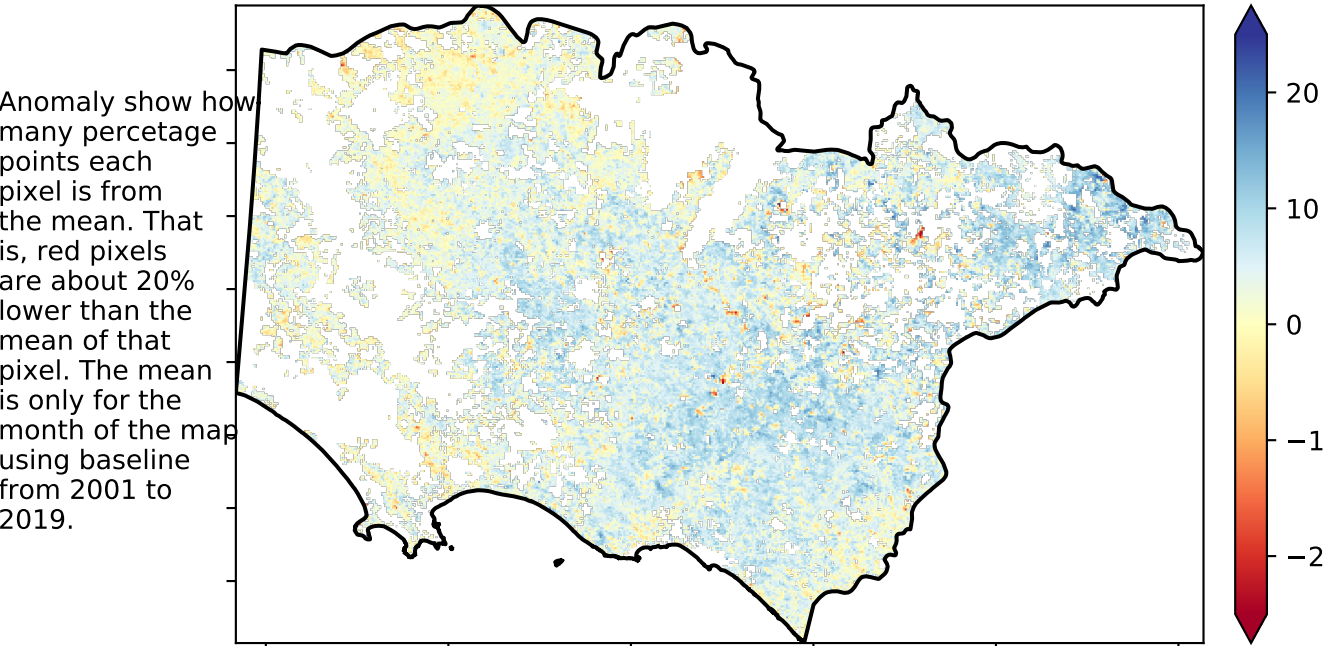 Anomaly show how
many percetage
points each
pixel is from
the mean. That
is, red pixels
are about 20%
lower than the
mean of that
pixel. The mean
is only for the
month of the map
using baseline
from 2001 to
2019.
20
10
0
−1
−2